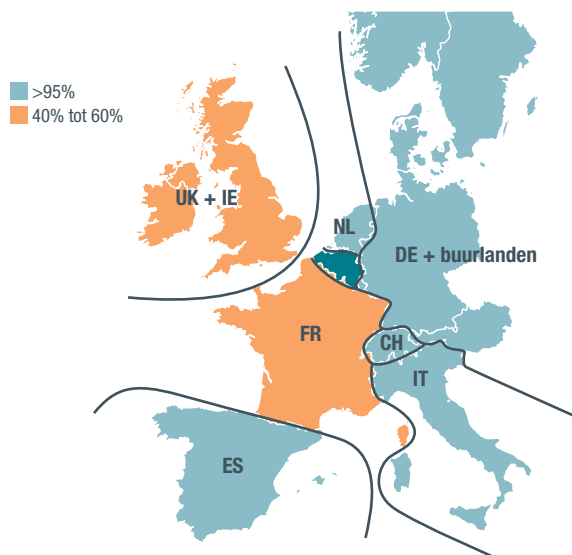 >95%
40% tot 60%
UK + IE
NL
DE + buurlanden
FR
CH
IT
ES